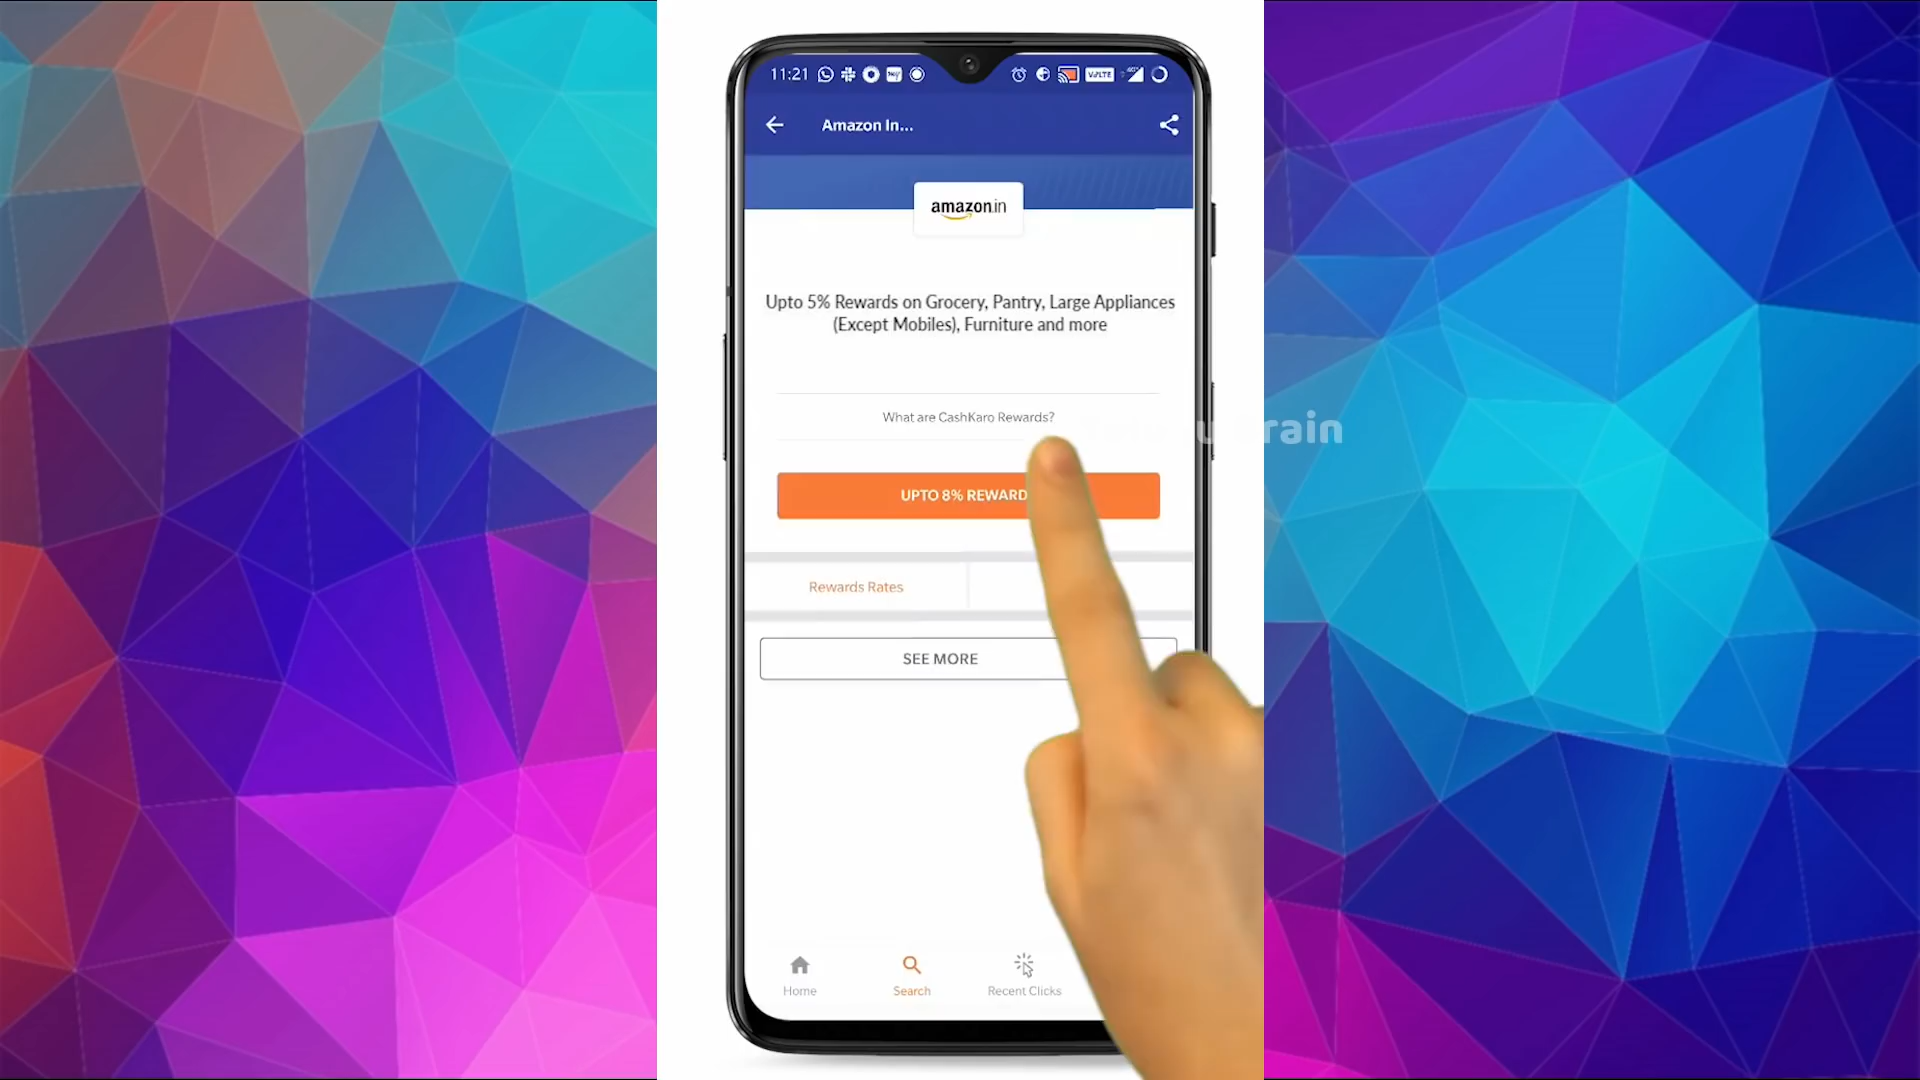 11:21
VoLTE
Amazon In...
amazon.in
Upto 5% Rewards on Grocery, Pantry, Large Appliances
(Except Mobiles), Furniture and more
What are CashKaro Rewards?
UPTO 8% REWARD
Rewards Rates
SEE MORE
Home
Search
Recent Clicks